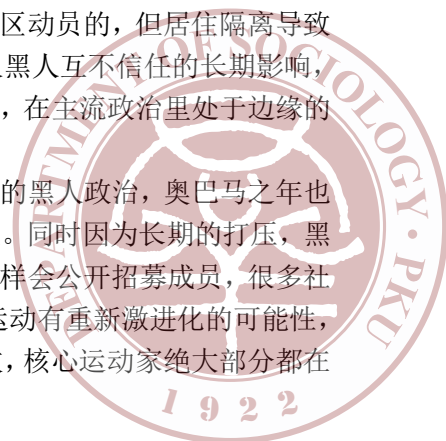 区动员的，但居住隔离导致
黑人互不信任的长期影响，
，在主流政治里处于边缘的
的黑人政治，奥巴马之年也
。同时因为长期的打压，黑
样会公开招募成员，很多社
运动有重新激进化的可能性，
，核心运动家绝大部分都在
DEPARTMENT OF SOCIOLOGY · PKU
1922